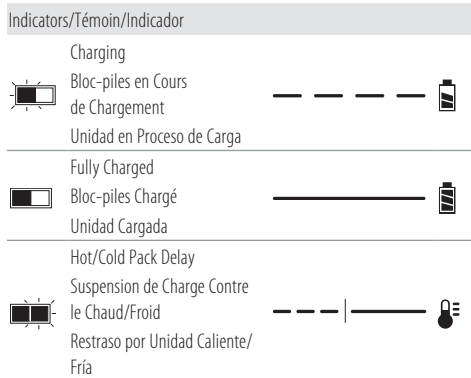 Indicators/Témoin/Indicador
Charging
Bloc-piles en Cours
de Chargement
Unidad en Proceso de Carga
Fully Charged
Bloc-piles Chargé
Unidad Cargada
Hot/Cold Pack Delay
Suspension de Charge Contre
le Chaud/Froid
Restraso por Unidad Caliente/
Fría